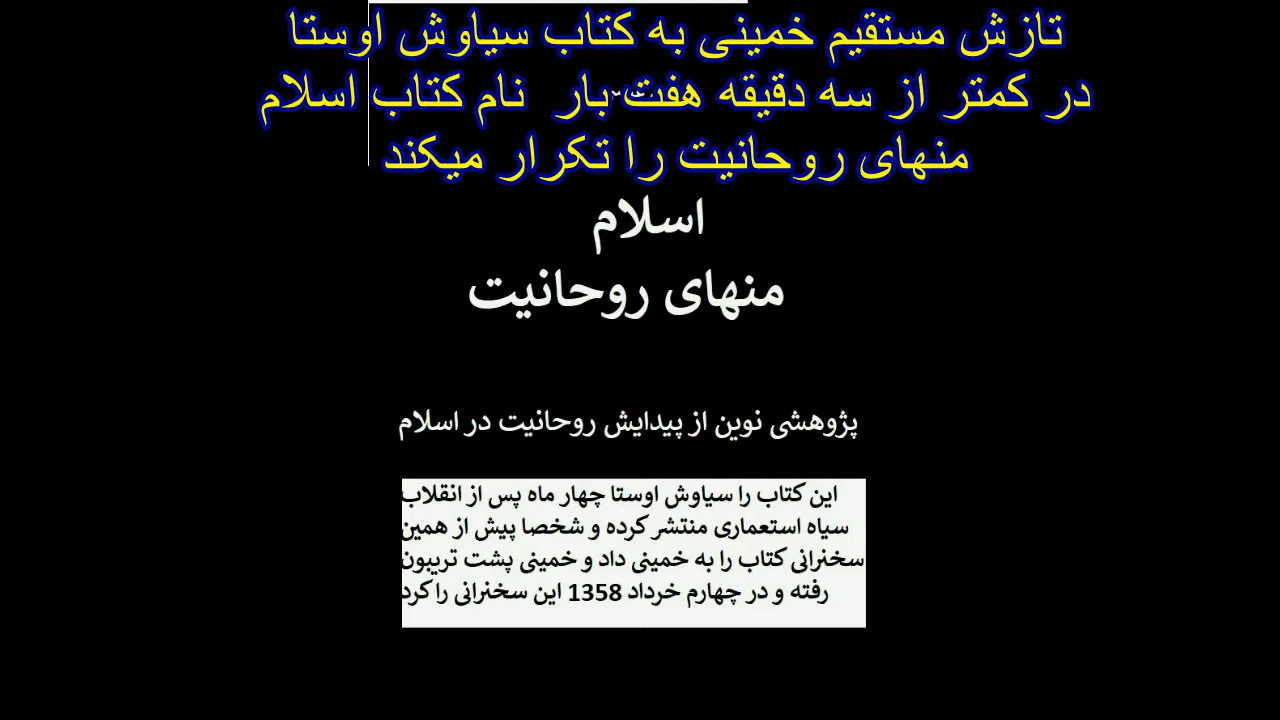 تازش مستقیم خمینی به کتاب سیاوش اوستا
در کمتر از سه دقیقه هفت بار نام کتاب اسلام
منهای روحانیت را تکرار میکند
اسلام
منهای روحانیت
پژوهشی نوین از پیدایش روحانیت در اسلام
این کتاب را سیاوش اوستا چهار ماه پس از انقلاب
سیاه استعماری منتشر کرده و شخصا پیش از همین
سخنرانی کتاب را به خمینی داد و خمینی پشت تریبون
رفته و در چهارم خرداد 1358 این سخنرانی را کرد